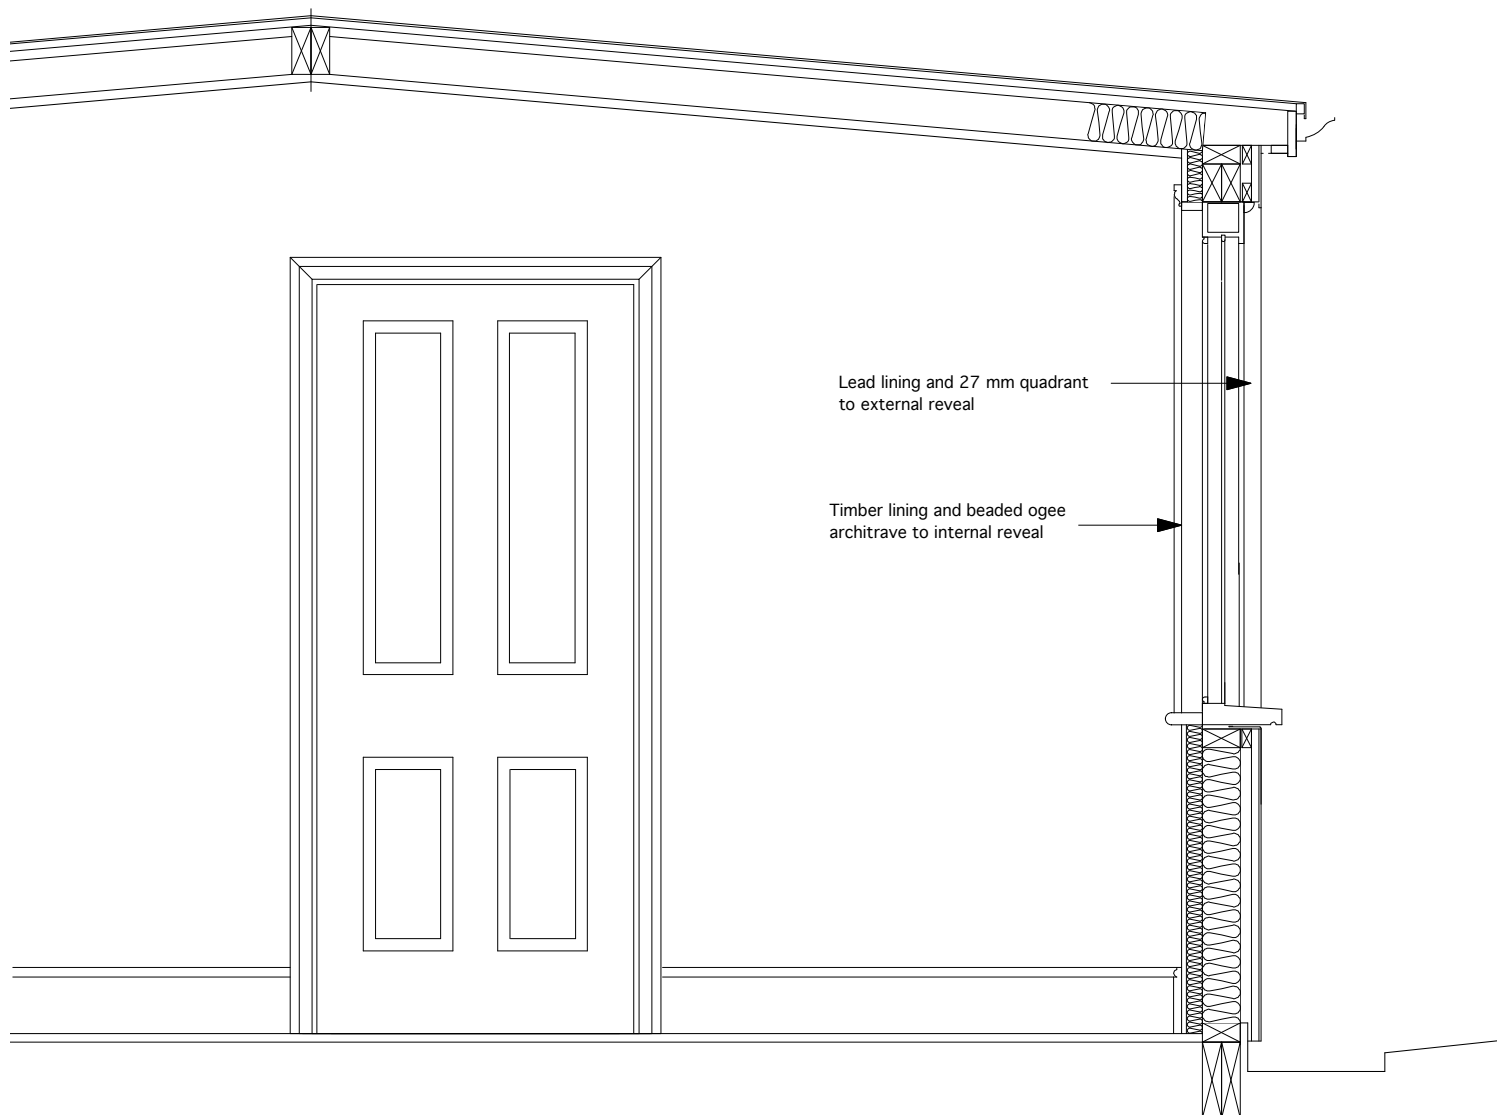 Lead lining and 27 mm quadrant
to external reveal
Timber lining and beaded ogee
architrave to internal reveal